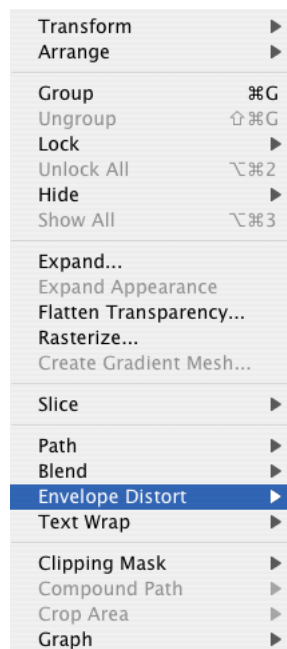 Transform ▶
Arrange ▶
Group ⌘G
Ungroup ⇧⌘G
Lock ▶
Unlock All ⌥⌘2
Hide ▶
Show All ⌥⌘3
Expand...
Expand Appearance
Flatten Transparency...
Rasterize...
Create Gradient Mesh...
Slice ▶
Path ▶
Blend ▶
Envelope Distort ▶
Text Wrap ▶
Clipping Mask ▶
Compound Path ▶
Crop Area ▶
Graph ▶